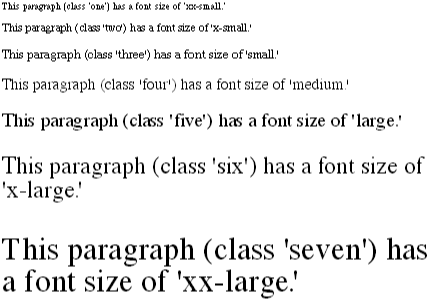 This paragraph (class 'one') has a font size of 'xx-small.'
This paragraph (class 'two') has a font size of 'x-small.'
This paragraph (class 'three') has a font size of 'small.'
This paragraph (class 'four') has a font size of 'medium.'
This paragraph (class 'five') has a font size of 'large.'
This paragraph (class 'six') has a font size of
'x-large.'
This paragraph (class 'seven') has
a font size of 'xx-large.'